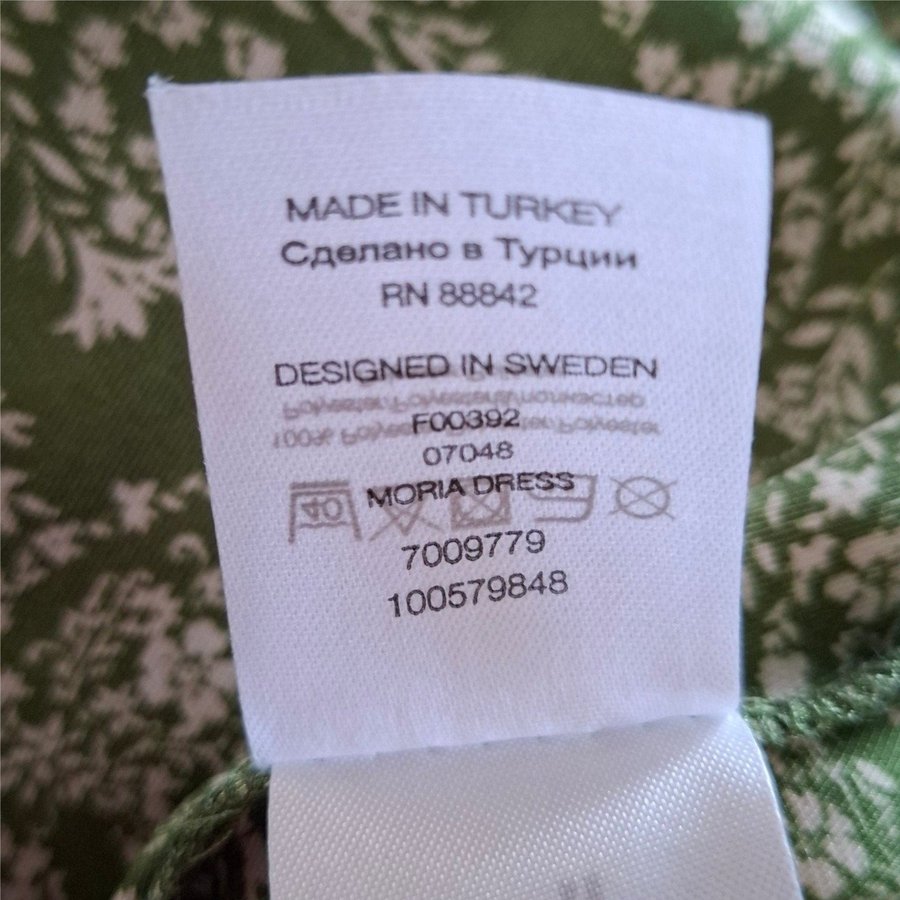 MADE IN TURKEY
Сделано в Турции
RN 88842
DESIGNED IN SWEDEN
F00392
07048
MORIA DRESS
7009779
100579848